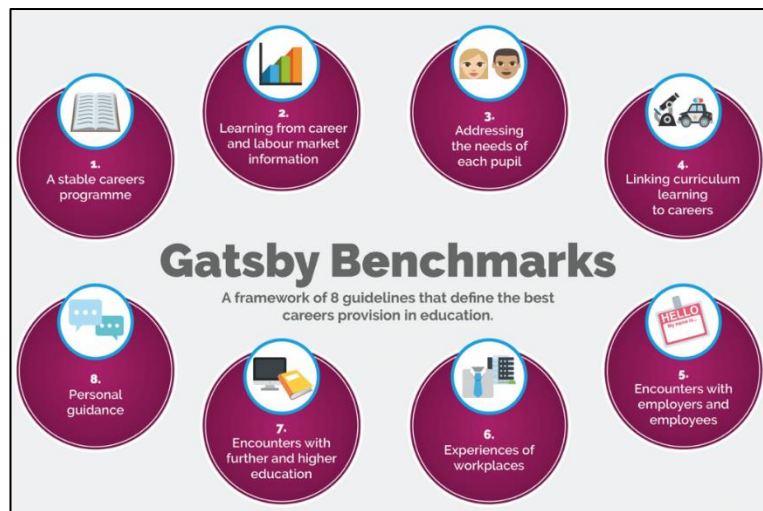 Gatsby Benchmarks
A framework of 8 guidelines that define the best
careers provision in education.
1.
A stable careers
programme
2.
Learning from career
and labour market
information
3.
Addressing
the needs of
each pupil
4.
Linking curriculum
learning
to careers
5.
Encounters with
employers and
employees
HELLO
My name is...
6.
Experiences of
workplaces
7.
Encounters with
further and higher
education
8.
Personal
guidance